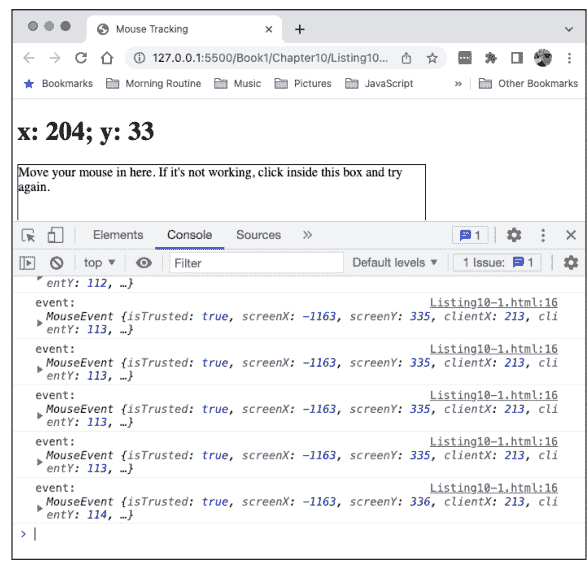 Mouse Tracking
127.0.0.1:5500/Book1/Chapter10/Listing10...
Bookmarks Morning Routine Music Pictures JavaScript » Other Bookmarks
x: 204; y: 33
Move your mouse in here. If it's not working, click inside this box and try
again.
Elements Console Sources » 1
top ▼ Filter Default levels ▼ 1 Issue: 1
entY: 112, …}
event: Listing10-1.html:16
MouseEvent {isTrusted: true, screenX: -1163, screenY: 335, clientX: 213, cli
entY: 113, …}
event: Listing10-1.html:16
MouseEvent {isTrusted: true, screenX: -1163, screenY: 335, clientX: 213, cli
entY: 113, …}
event: Listing10-1.html:16
MouseEvent {isTrusted: true, screenX: -1163, screenY: 335, clientX: 213, cli
entY: 113, …}
event: Listing10-1.html:16
MouseEvent {isTrusted: true, screenX: -1163, screenY: 335, clientX: 213, cli
entY: 113, …}
event: Listing10-1.html:16
MouseEvent {isTrusted: true, screenX: -1163, screenY: 336, clientX: 213, cli
entY: 114, …}
>